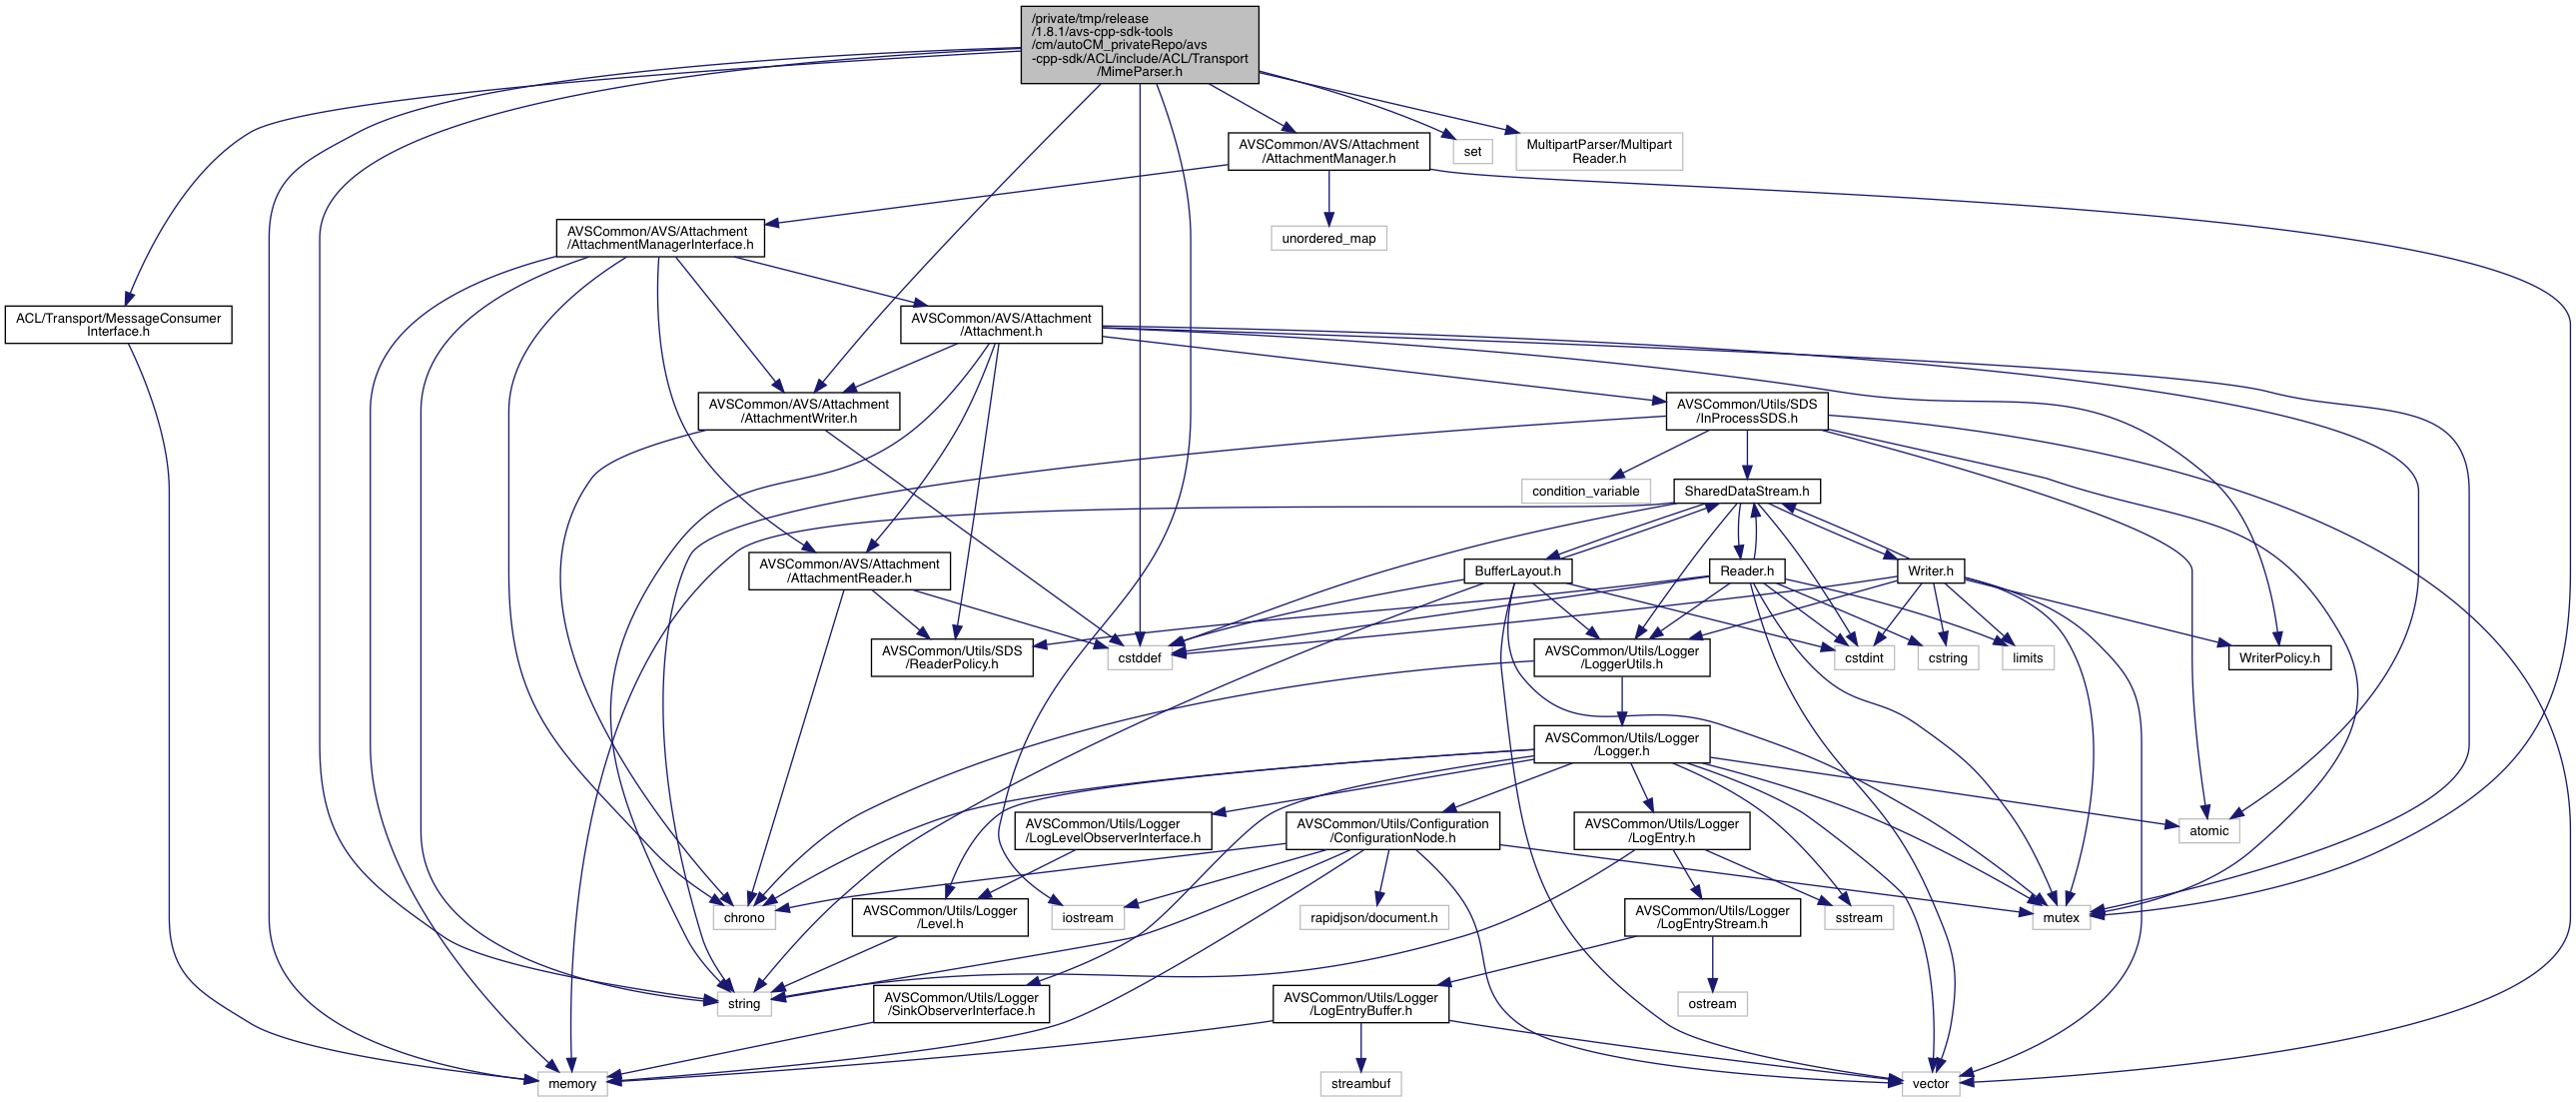 /private/tmp/release
/1.8.1/avs-cpp-sdk-tools
/cm/autoCM_privateRepo/avs
-cpp-sdk/ACL/include/ACL/Transport
/MimeParser.h
AVSCommon/AVS/Attachment
/AttachmentManager.h
set
MultipartParser/Multipart
Reader.h
AVSCommon/AVS/Attachment
/AttachmentManagerInterface.h
unordered_map
ACL/Transport/MessageConsumer
Interface.h
AVSCommon/AVS/Attachment
/Attachment.h
AVSCommon/AVS/Attachment
/AttachmentWriter.h
AVSCommon/Utils/SDS
/InProcessSDS.h
condition_variable
SharedDataStream.h
AVSCommon/AVS/Attachment
/AttachmentReader.h
BufferLayout.h
Reader.h
Writer.h
AVSCommon/Utils/SDS
/ReaderPolicy.h
cstddef
AVSCommon/Utils/Logger
/LoggerUtils.h
cstdint
cstring
limits
WriterPolicy.h
AVSCommon/Utils/Logger
/Logger.h
AVSCommon/Utils/Logger
/LogLevelObserverInterface.h
AVSCommon/Utils/Configuration
/ConfigurationNode.h
AVSCommon/Utils/Logger
/LogEntry.h
atomic
chrono
AVSCommon/Utils/Logger
/Level.h
iostream
rapidjson/document.h
AVSCommon/Utils/Logger
/LogEntryStream.h
sstream
mutex
string
AVSCommon/Utils/Logger
/SinkObserverInterface.h
AVSCommon/Utils/Logger
/LogEntryBuffer.h
ostream
memory
streambuf
vector